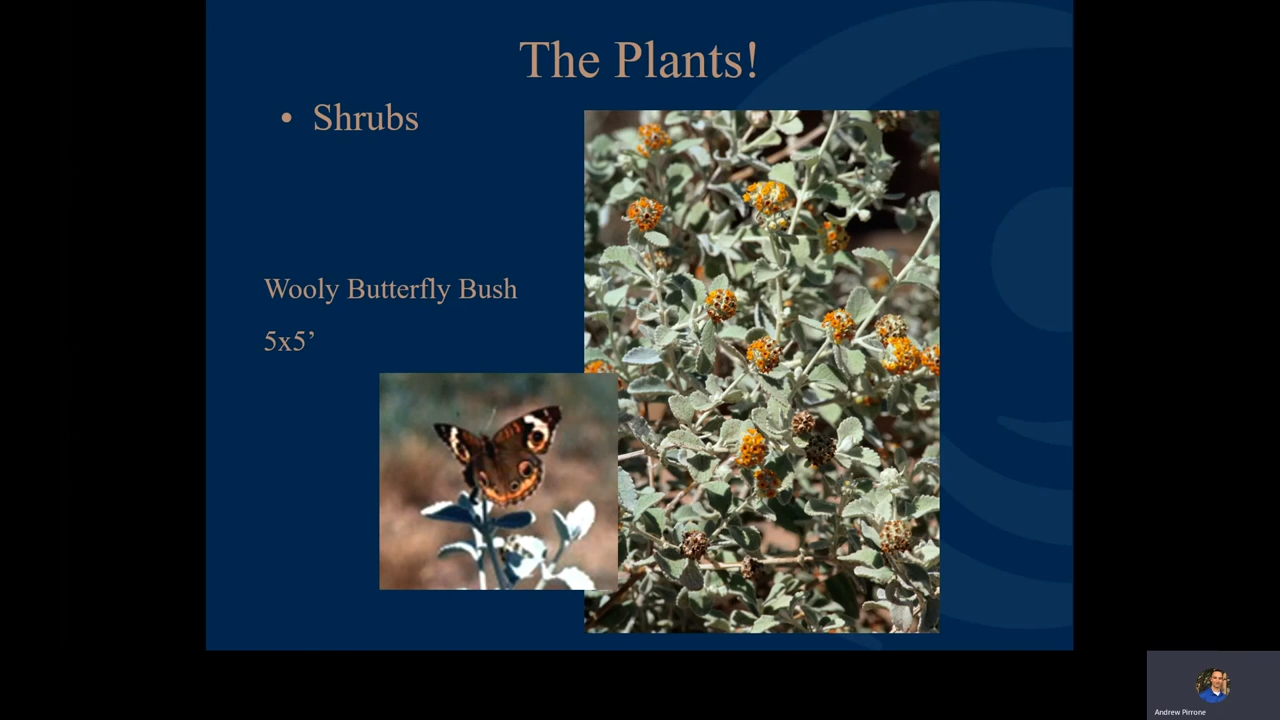 The Plants!
• Shrubs
Wooly Butterfly Bush
5x5’
Andrew Pirrone